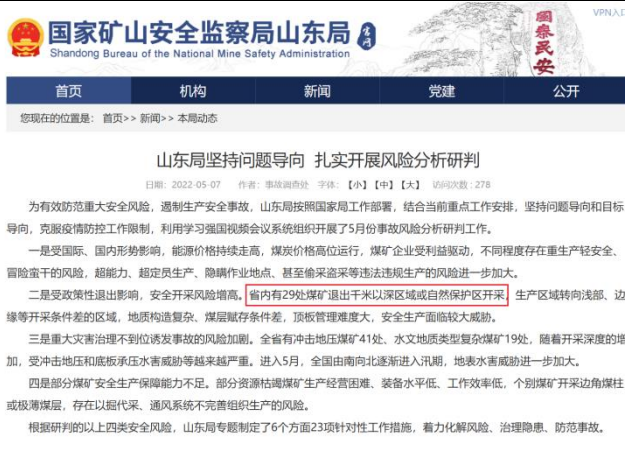 国家矿山安全监察局山东局
Shandong Bureau of the National Mine Safety Administration
国泰民安
VPN入口
首页 机构 新闻 党建 公开
您现在的位置是： 首页>> 新闻>> 本局动态
山东局坚持问题导向 扎实开展风险分析研判
日期：2022-05-07 作者：事故调查处 字体：【小】【中】【大】 访问次数：278
为有效防范重大安全风险，遏制生产安全事故，山东局按照国家局工作部署，结合当前重点工作安排，坚持问题导向和目标
导向，克服疫情防控工作限制，利用学习强国视频会议系统组织开展了5月份事故风险分析研判工作。
一是受国际、国内形势影响，能源价格持续走高，煤炭价格高位运行，煤矿企业受利益驱动，不同程度存在重生产轻安全、
冒险蛮干的风险，超能力、超定员生产、隐瞒作业地点、甚至偷采盗采等违法违规生产的风险进一步加大。
二是受政策性退出影响，安全开采风险增高。省内有29处煤矿退出千米以深区域或自然保护区开采，生产区域转向浅部、边
缘等开采条件差的区域，地质构造复杂、煤层赋存条件差，顶板管理难度大，安全生产面临较大威胁。
三是重大灾害治理不到位诱发事故的风险加剧。全省有冲击地压煤矿41处、水文地质类型复杂煤矿19处，随着开采深度的增
加，受冲击地压和底板承压水害威胁等越来越严重。进入5月，全国由南向北逐渐进入汛期，地表水害威胁进一步加大。
四是部分煤矿安全生产保障能力不足。部分资源枯竭煤矿生产经营困难、装备水平低、工作效率低，个别煤矿开采边角煤柱
或极薄煤层，存在以掘代采、通风系统不完善组织生产的风险。
根据研判的以上四类安全风险，山东局专题制定了6个方面23项针对性工作措施，着力化解风险、治理隐患、防范事故。